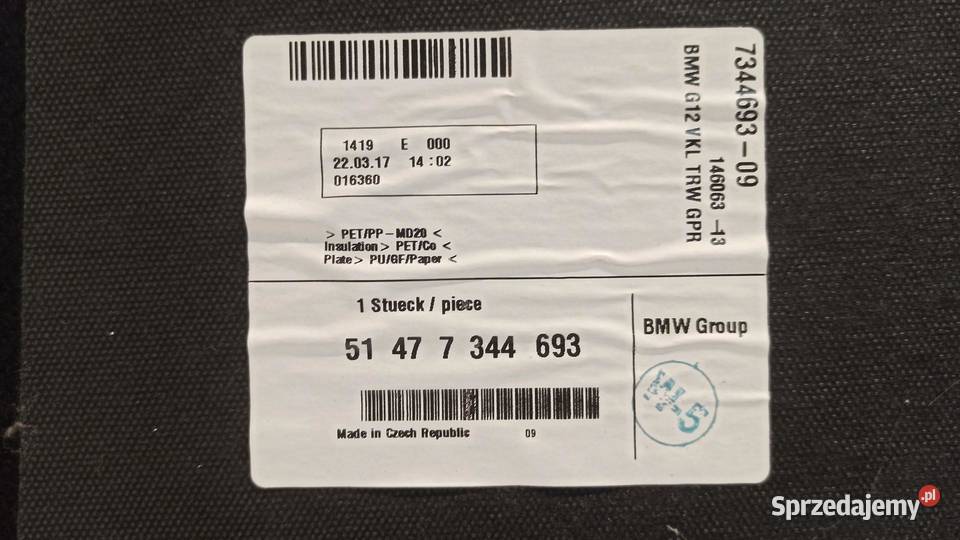 1419 E 000
22.03.17 14:02
016360
> PET/PP-MD20 <
Insulation > PET/Co <
Plate > PU/GF/Paper <
7344693-09
146063-13
BMW G12 VKL TRW GPR
1 Stueck / piece
51 47 7 344 693
Made in Czech Republic 09
BMW Group
Sprzedajemy.pl